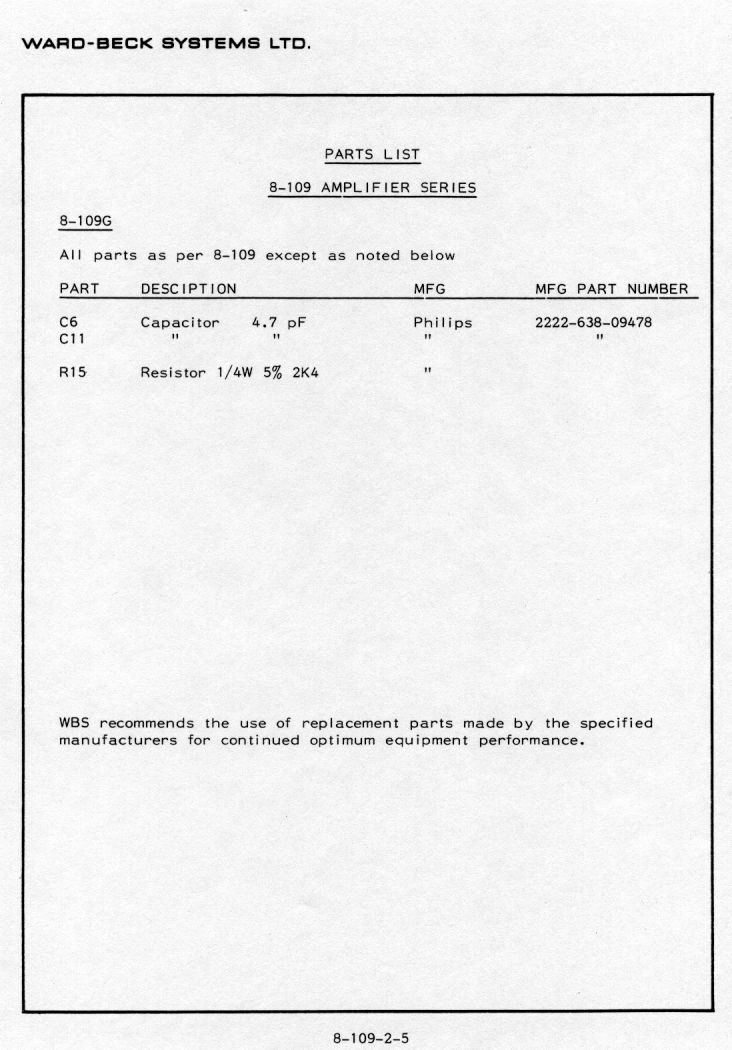 WARD-BECK SYSTEMS LTD.
PARTS LIST
8-109 AMPLIFIER SERIES
8-109G
All parts as per 8-109 except as noted below
PART DESCIPTION MFG MFG PART NUMBER
C6 Capacitor 4.7 pF Philips 2222-638-09478
C11 " " " "
R15 Resistor 1/4W 5% 2K4 "
WBS recommends the use of replacement parts made by the specified
manufacturers for continued optimum equipment performance.
8-109-2-5